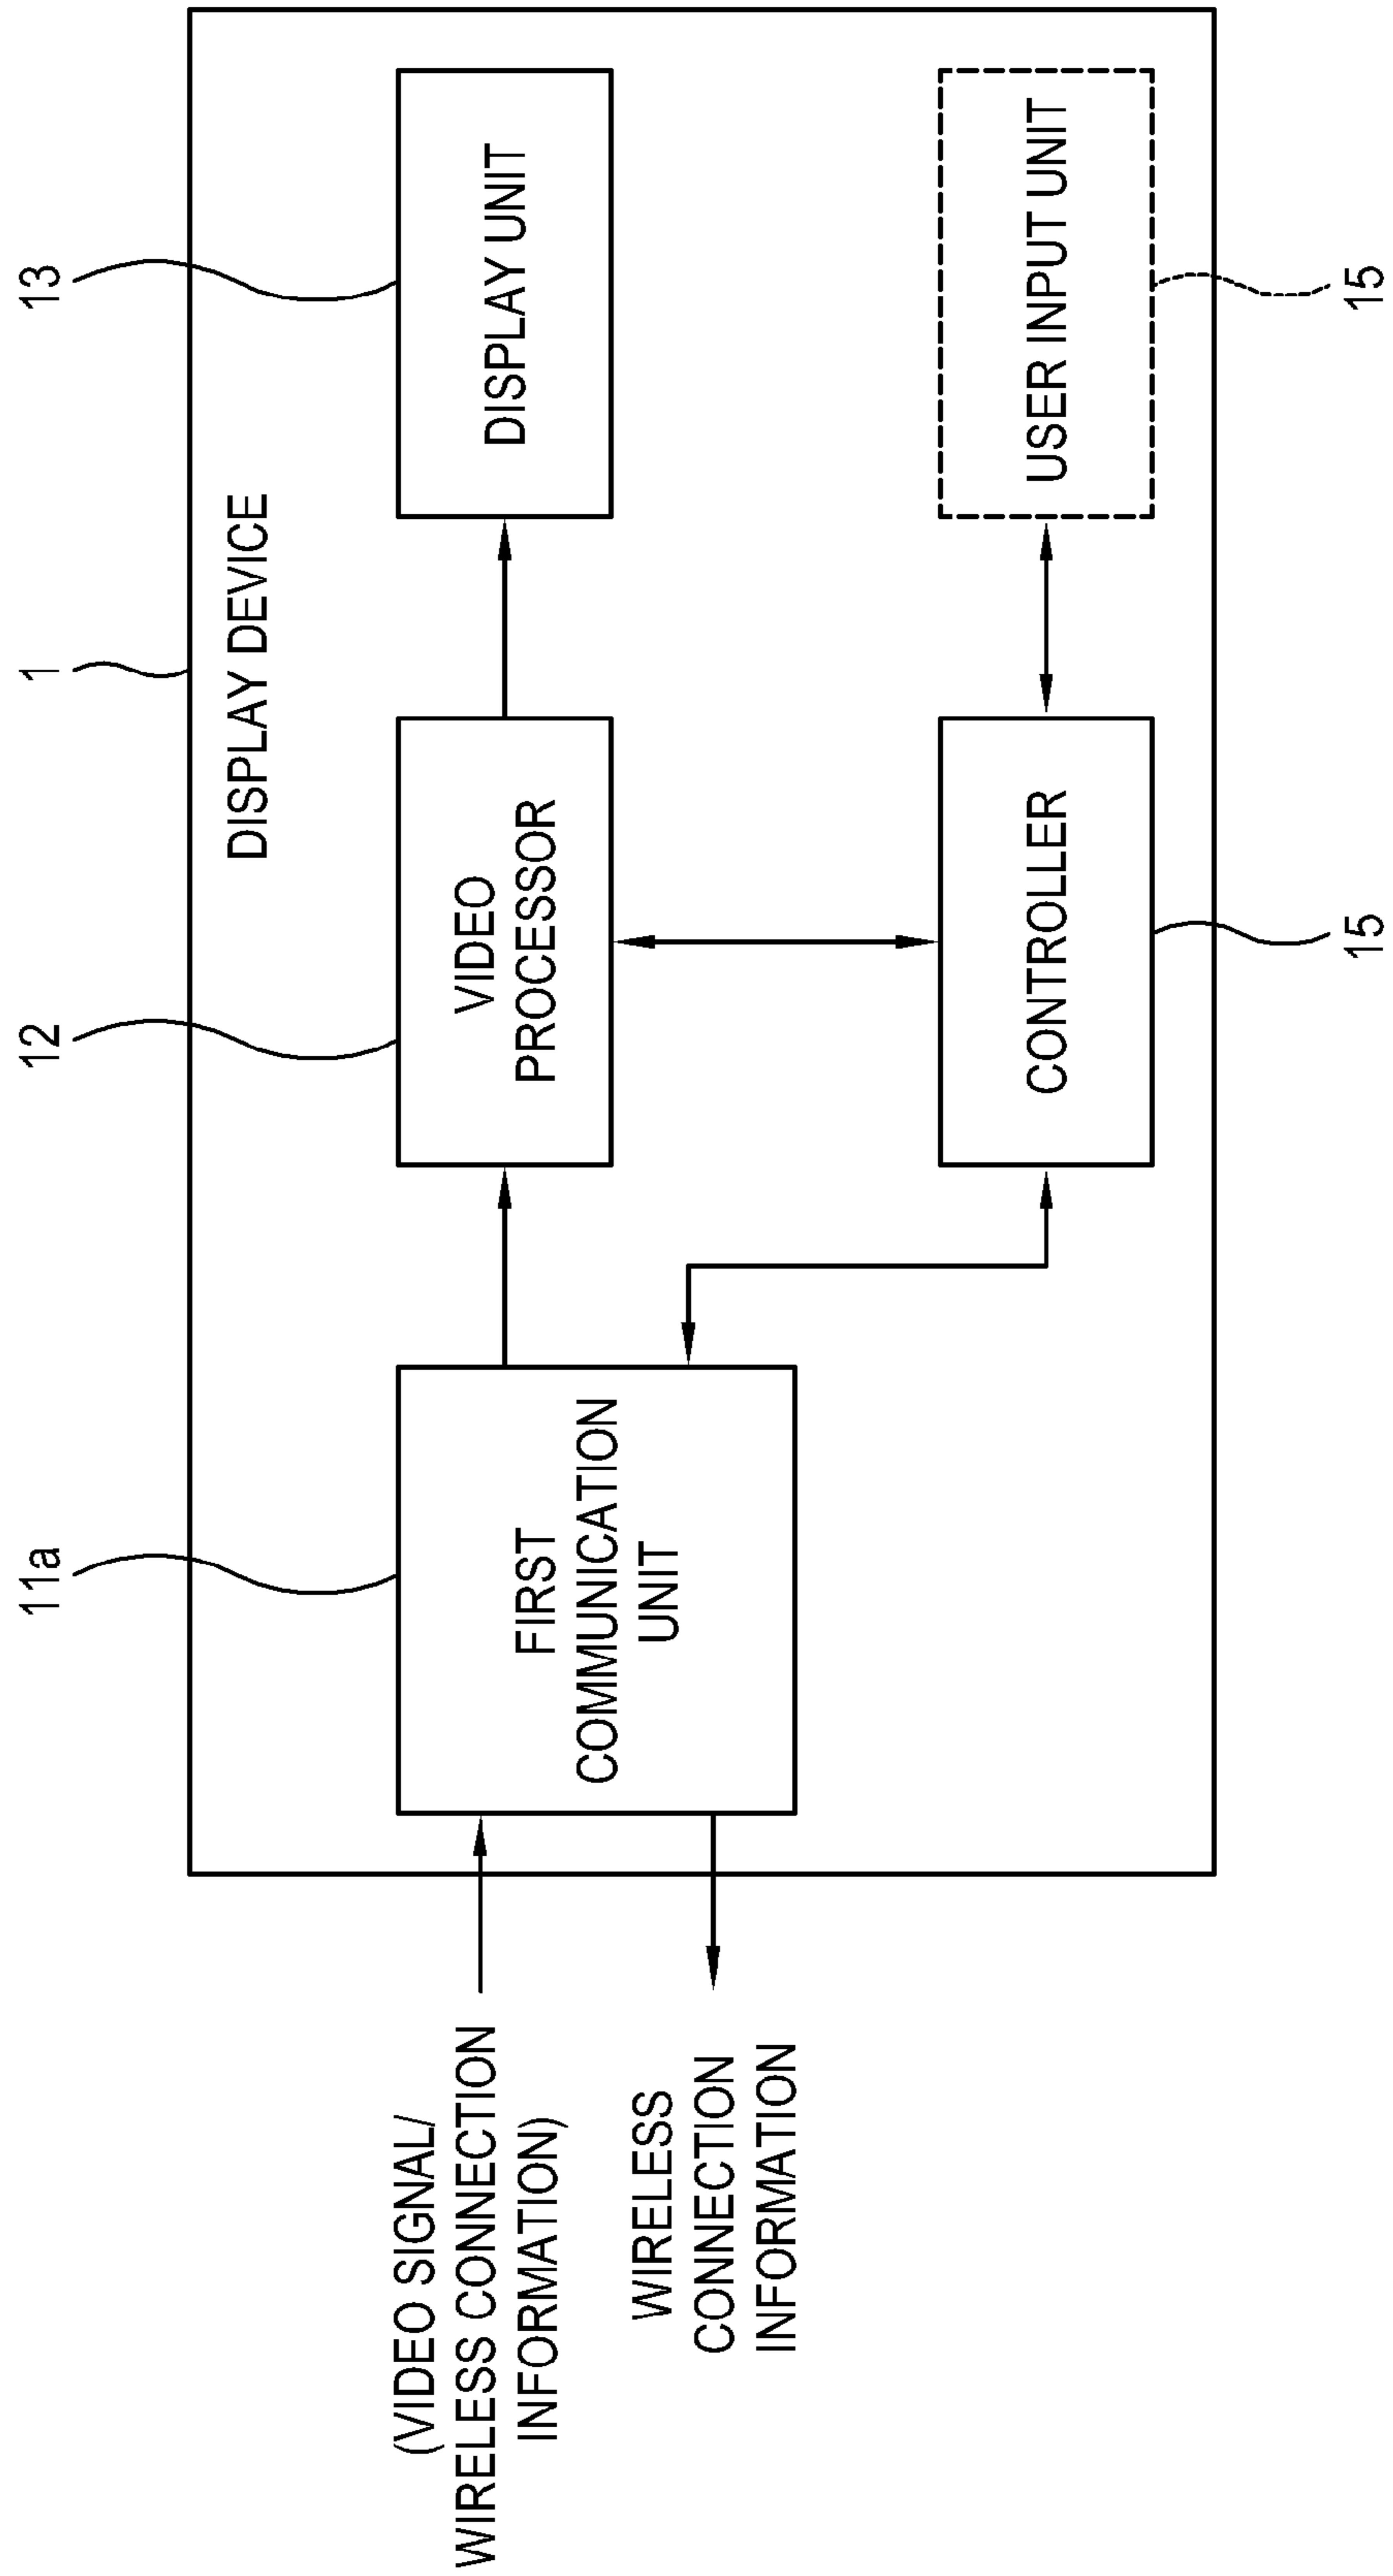 11a
12
1
13
DISPLAY DEVICE
(VIDEO SIGNAL/
WIRELESS CONNECTION
INFORMATION)
WIRELESS
CONNECTION
INFORMATION
FIRST
COMMUNICATION
UNIT
VIDEO
PROCESSOR
DISPLAY UNIT
CONTROLLER
USER INPUT UNIT
15
15